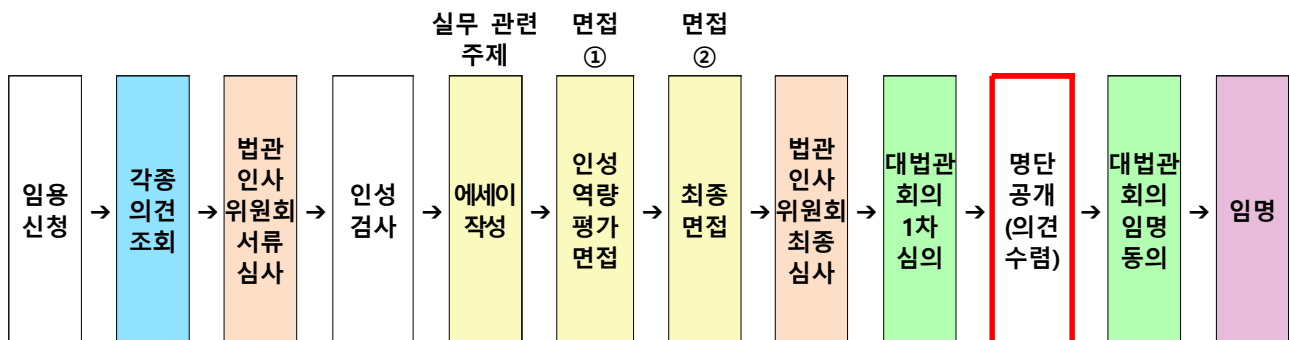 실무 관련
주제
면접
①
면접
②
임용
신청
→
각종
의견
조회
→
법관
인사
위원회
서류
심사
→
인성
검사
→
에세이
작성
→
인성
역량
평가
면접
→
최종
면접
→
법관
인사
위원회
최종
심사
→
대법관
회의
1차
심의
→
명단
공개
(의견
수렴)
→
대법관
회의
임명
동의
→
임명